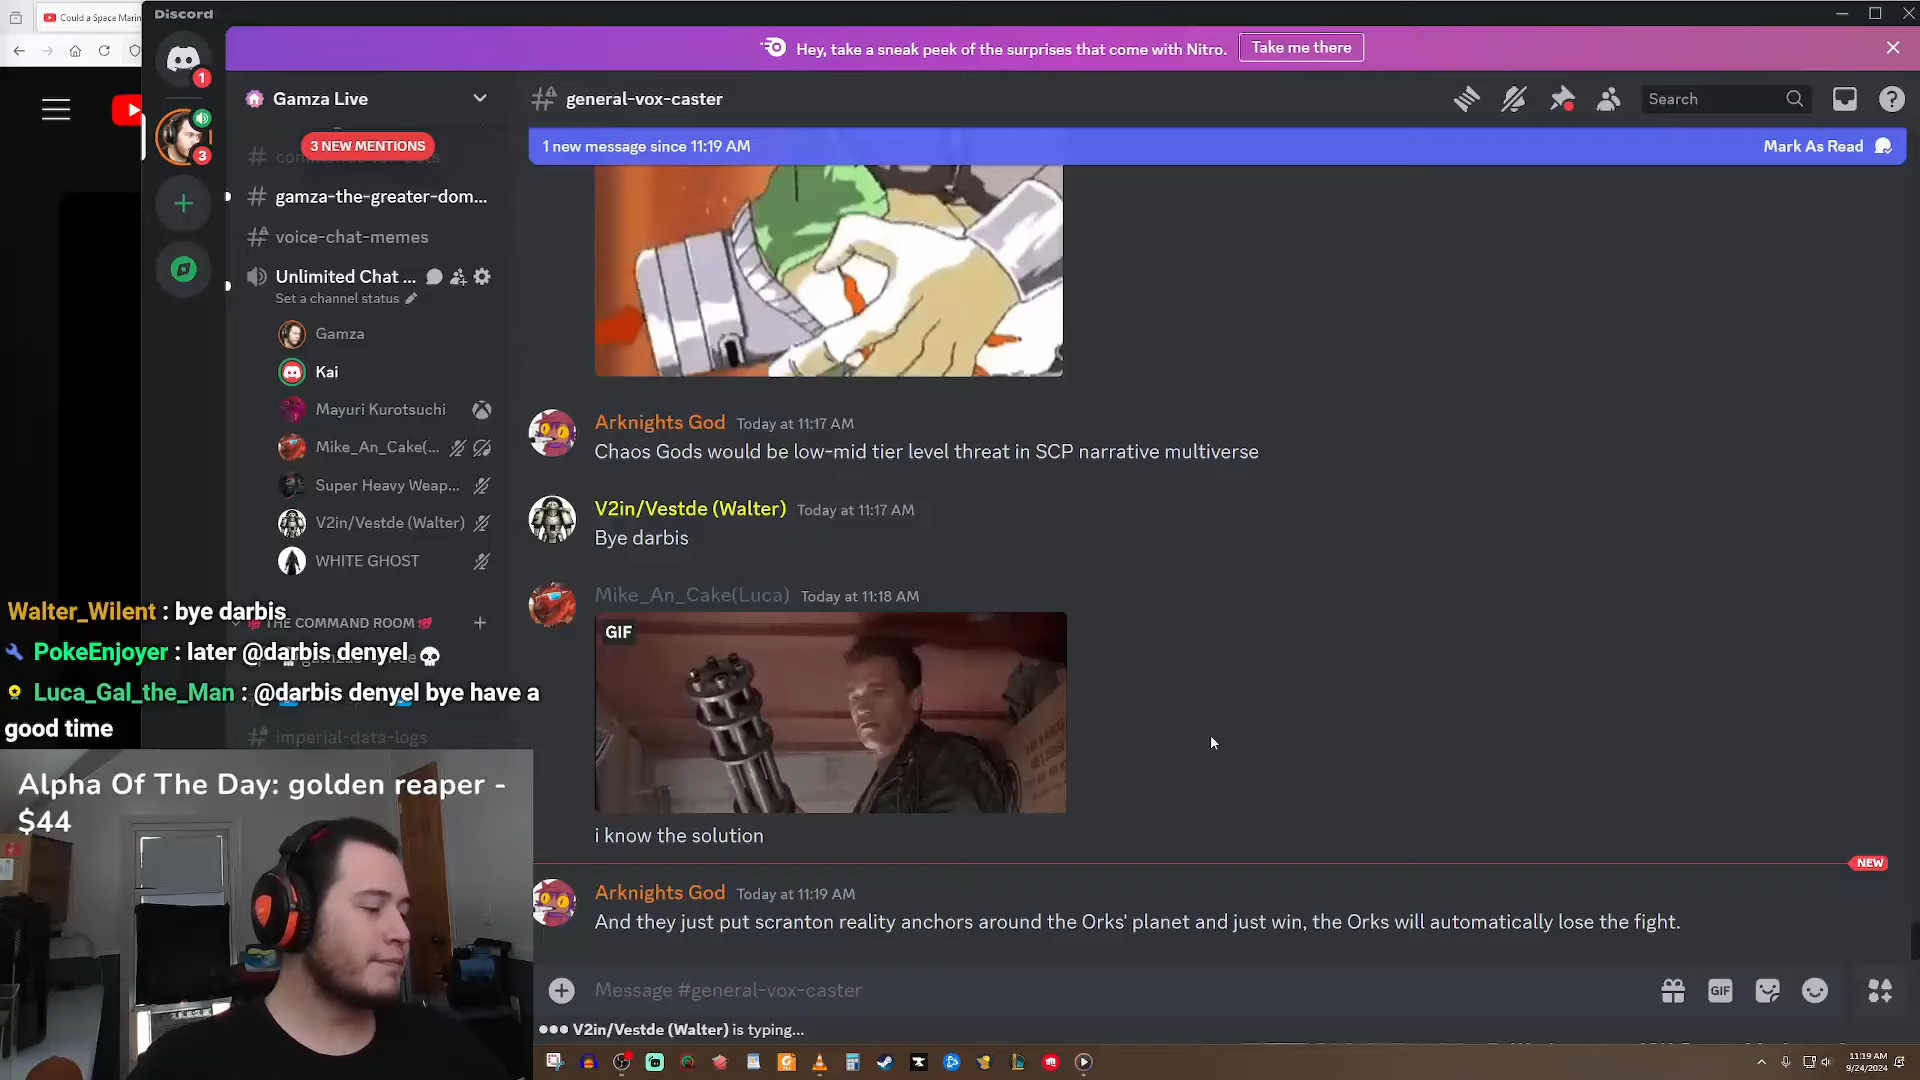 Could a Space Marin
Discord
Hey, take a sneak peek of the surprises that come with Nitro.
Take me there
1
Gamza Live
general-vox-caster
Search
3 NEW MENTIONS
1 new message since 11:19 AM
Mark As Read
3
gamza-the-greater-dom...
voice-chat-memes
Unlimited Chat ...
Set a channel status
Gamza
Kai
Mayuri Kurotsuchi
Mike_An_Cake(...
Super Heavy Weap...
V2in/Vestde (Walter)
WHITE GHOST
THE COMMAND ROOM
imperial-data-logs
Arknights God Today at 11:17 AM
Chaos Gods would be low-mid tier level threat in SCP narrative multiverse
V2in/Vestde (Walter) Today at 11:17 AM
Bye darbis
Mike_An_Cake(Luca) Today at 11:18 AM
GIF
i know the solution
NEW
Arknights God Today at 11:19 AM
And they just put scranton reality anchors around the Orks' planet and just win, the Orks will automatically lose the fight.
Message #general-vox-caster
GIF
V2in/Vestde (Walter) is typing...
Walter_Wilent : bye darbis
PokeEnjoyer : later @darbis denyel
Luca_Gal_the_Man : @darbis denyel bye have a
good time
Alpha Of The Day: golden reaper -
$44
11:19 AM
9/24/2024